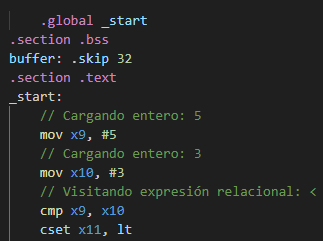 .global _start
.section .bss
buffer: .skip 32
.section .text
_start:
// Cargando entero: 5
mov x9, #5
// Cargando entero: 3
mov x10, #3
// Visitando expresión relacional: <
cmp x9, x10
cset x11, lt